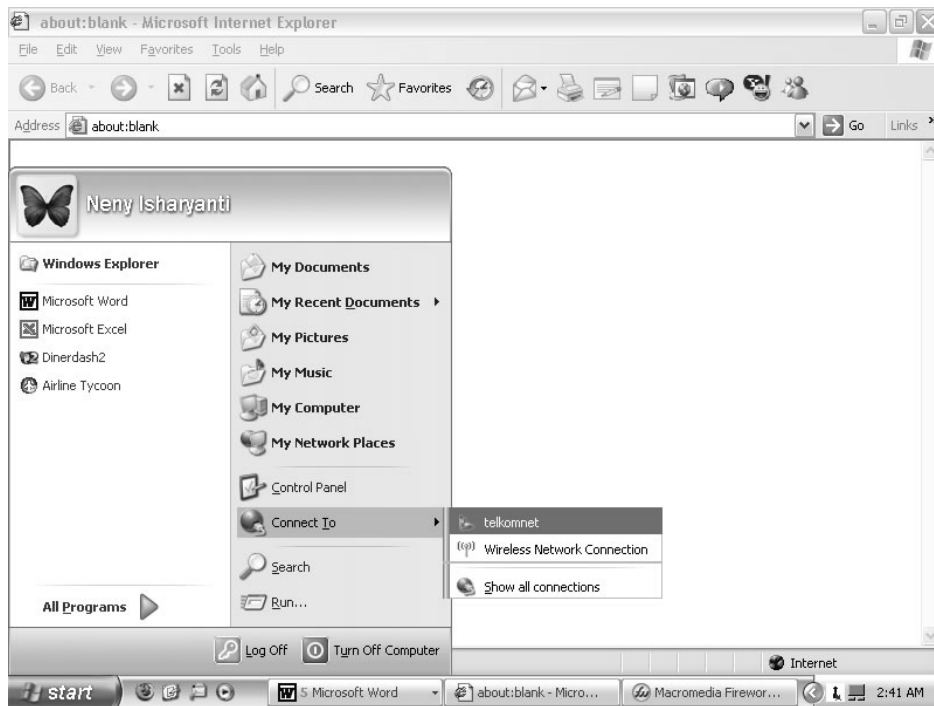 about:blank - Microsoft Internet Explorer
File Edit View Favorites Tools Help
Back Search Favorites
Address about:blank Go Links
Neny Isharyanti
Windows Explorer
Microsoft Word
Microsoft Excel
Dinerdash2
Airline Tycoon
All Programs
My Documents
My Recent Documents
My Pictures
My Music
My Computer
My Network Places
Control Panel
Connect To
Search
Run...
telkomnet
Wireless Network Connection
Show all connections
Log Off Turn Off Computer
Internet
start 5 Microsoft Word about:blank - Micro... Macromedia Firewor... 2:41 AM